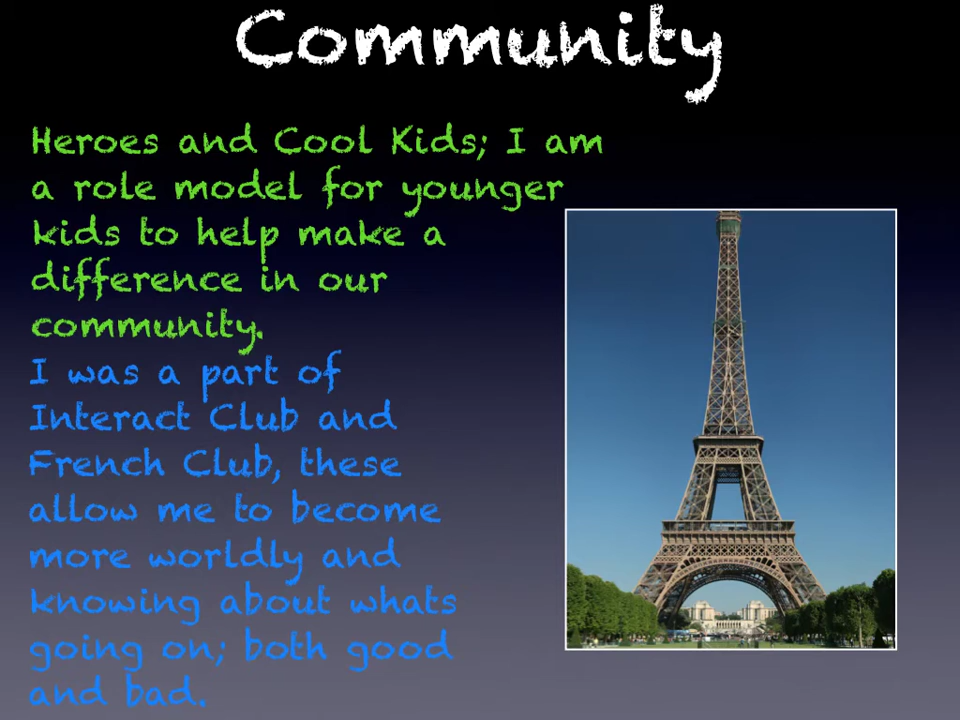 Community
Heroes and Cool Kids; I am
a role model for younger
kids to help make a
difference in our
community.
I was a part of
Interact Club and
French Club, these
allow me to become
more worldly and
knowing about whats
going on; both good
and bad.